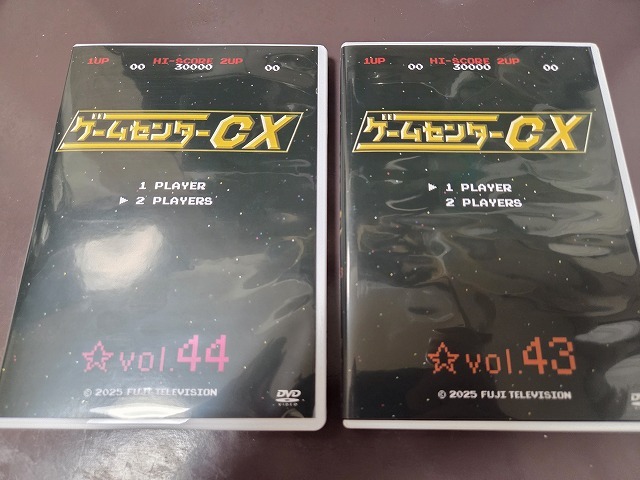 1UP HI-SCORE 2UP
00 30000 00
ゲームセンターCX
1 PLAYER
▶ 2 PLAYERS
☆ vol.44
© 2025 FUJI TELEVISION
DVD
VIDEO
1UP HI-SCORE 2UP
00 30000 00
ゲームセンターCX
▶ 1 PLAYER
2 PLAYERS
☆ vol.43
© 2025 FUJI TELEVISION